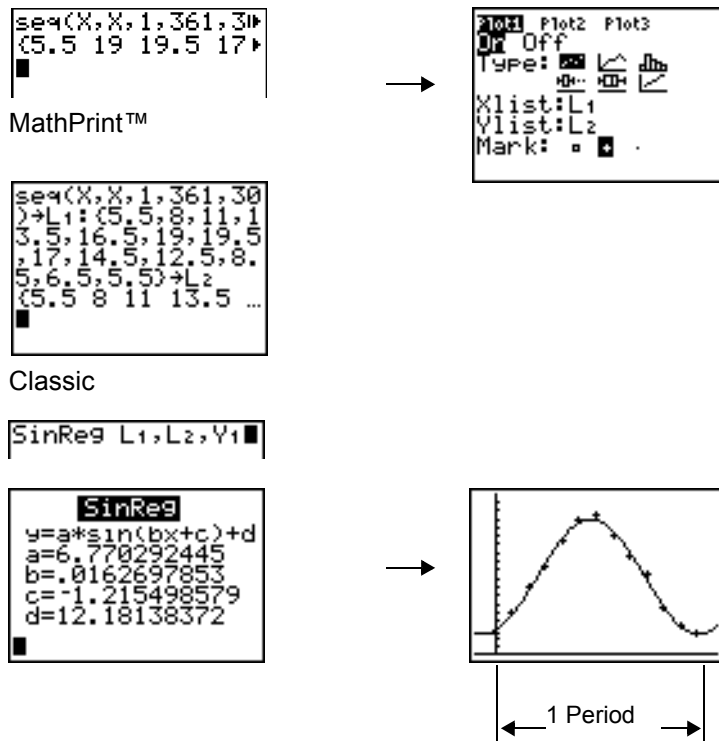 seq(X,X,1,361,3
{5.5 19 19.5 17
MathPrint™
Plot1 Plot2 Plot3
On Off
Type:
Xlist:L₁
Ylist:L₂
Mark:
seq(X,X,1,361,30
)→L₁:{5.5,8,11,1
3.5,16.5,19,19.5
,17,14.5,12.5,8.
5,6.5,5.5}→L₂
{5.5 8 11 13.5 …
Classic
SinReg L₁,L₂,Y₁
SinReg
y=a*sin(bx+c)+d
a=6.770292445
b=.0162697853
c=-1.215498579
d=12.18138372
1 Period